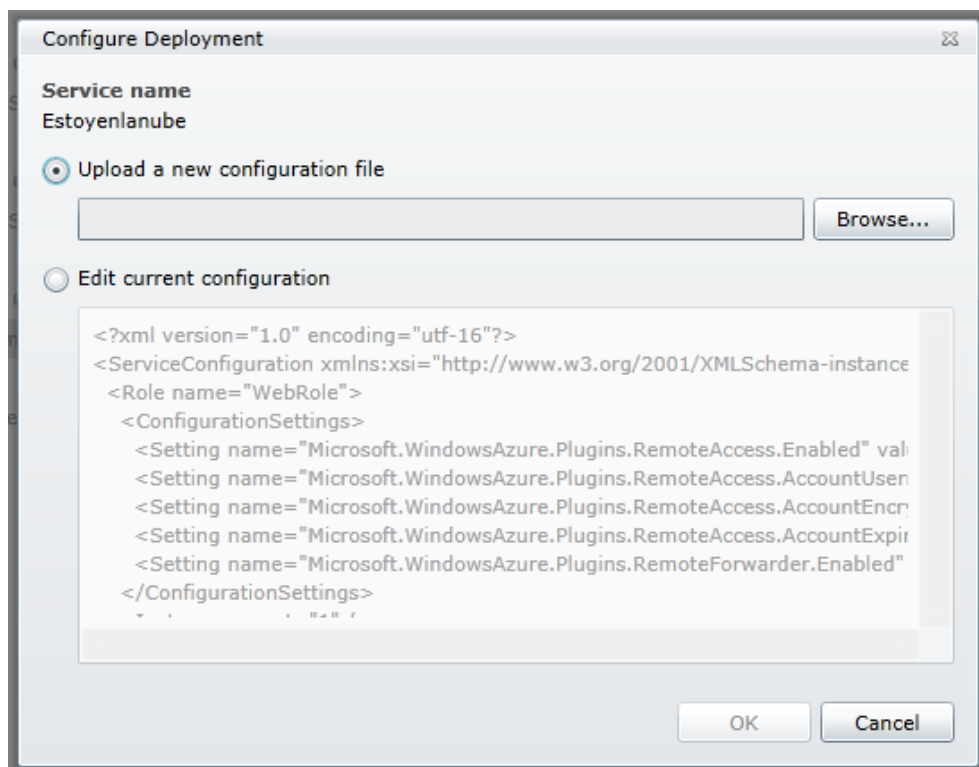 Configure Deployment
Service name
Estoyenlanube
Upload a new configuration file
Browse...
Edit current configuration
<?xml version="1.0" encoding="utf-16"?>
<ServiceConfiguration xmlns:xsi="http://www.w3.org/2001/XMLSchema-instance
<Role name="WebRole">
<ConfigurationSettings>
<Setting name="Microsoft.WindowsAzure.Plugins.RemoteAccess.Enabled" val
<Setting name="Microsoft.WindowsAzure.Plugins.RemoteAccess.AccountUser
<Setting name="Microsoft.WindowsAzure.Plugins.RemoteAccess.AccountEncry
<Setting name="Microsoft.WindowsAzure.Plugins.RemoteAccess.AccountExpir
<Setting name="Microsoft.WindowsAzure.Plugins.RemoteForwarder.Enabled"
</ConfigurationSettings>
OK
Cancel